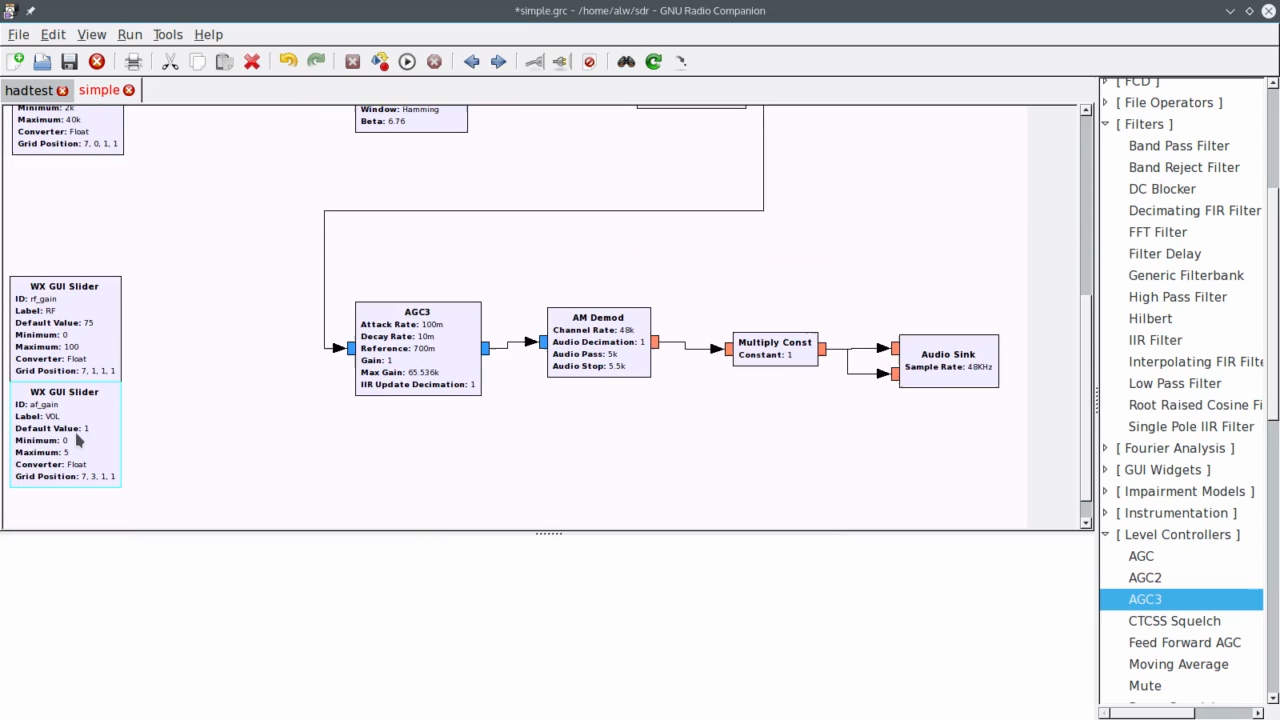 *simple.grc - /home/alw/sdr - GNU Radio Companion
File Edit View Run Tools Help
hadtest simple
Minimum: 2k
Maximum: 40k
Converter: Float
Grid Position: 7, 0, 1, 1
Window: Hamming
Beta: 6.76
WX GUI Slider
ID: rf_gain
Label: RF
Default Value: 75
Minimum: 0
Maximum: 100
Converter: Float
Grid Position: 7, 1, 1, 1
WX GUI Slider
ID: af_gain
Label: VOL
Default Value: 1
Minimum: 0
Maximum: 5
Converter: Float
Grid Position: 7, 3, 1, 1
AGC3
Attack Rate: 100m
Decay Rate: 10m
Reference: 700m
Gain: 1
Max Gain: 65.536k
IIR Update Decimation: 1
AM Demod
Channel Rate: 48k
Audio Decimation: 1
Audio Pass: 5k
Audio Stop: 5.5k
Multiply Const
Constant: 1
Audio Sink
Sample Rate: 48KHz
[ FCD ]
[ File Operators ]
[ Filters ]
Band Pass Filter
Band Reject Filter
DC Blocker
Decimating FIR Filter
FFT Filter
Filter Delay
Generic Filterbank
High Pass Filter
Hilbert
IIR Filter
Interpolating FIR Filte
Low Pass Filter
Root Raised Cosine Fi
Single Pole IIR Filter
[ Fourier Analysis ]
[ GUI Widgets ]
[ Impairment Models ]
[ Instrumentation ]
[ Level Controllers ]
AGC
AGC2
AGC3
CTCSS Squelch
Feed Forward AGC
Moving Average
Mute